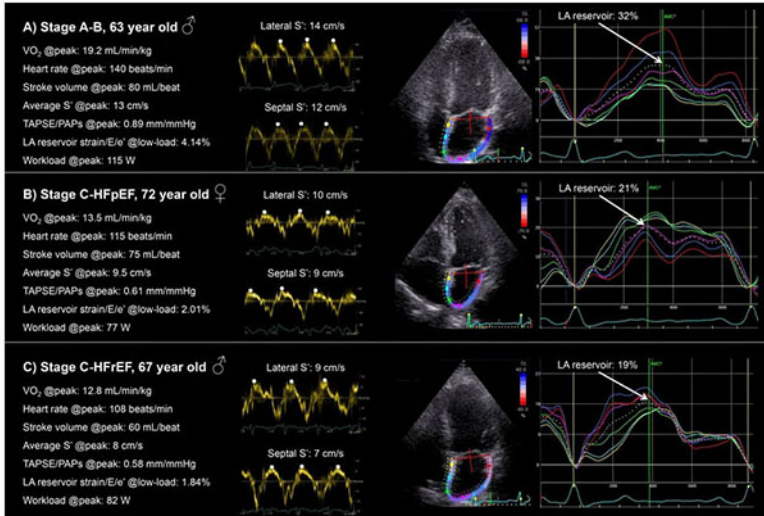 A) Stage A-B, 63 year old ♂
VO₂ @peak: 19.2 mL/min/kg
Heart rate @peak: 140 beats/min
Stroke volume @peak: 80 mL/beat
Average S' @peak: 13 cm/s
TAPSE/PAPs @peak: 0.89 mm/mmHg
LA reservoir strain/E/e' @low-load: 4.14%
Workload @peak: 115 W
Lateral S': 14 cm/s
Septal S': 12 cm/s
LA reservoir: 32%
B) Stage C-HFpEF, 72 year old ♀
VO₂ @peak: 13.5 mL/min/kg
Heart rate @peak: 115 beats/min
Stroke volume @peak: 75 mL/beat
Average S' @peak: 9.5 cm/s
TAPSE/PAPs @peak: 0.61 mm/mmHg
LA reservoir strain/E/e' @low-load: 2.01%
Workload @peak: 77 W
Lateral S': 10 cm/s
Septal S': 9 cm/s
LA reservoir: 21%
C) Stage C-HFrEF, 67 year old ♂
VO₂ @peak: 12.8 mL/min/kg
Heart rate @peak: 108 beats/min
Stroke volume @peak: 60 mL/beat
Average S' @peak: 8 cm/s
TAPSE/PAPs @peak: 0.58 mm/mmHg
LA reservoir strain/E/e' @low-load: 1.84%
Workload @peak: 82 W
Lateral S': 9 cm/s
Septal S': 7 cm/s
LA reservoir: 19%